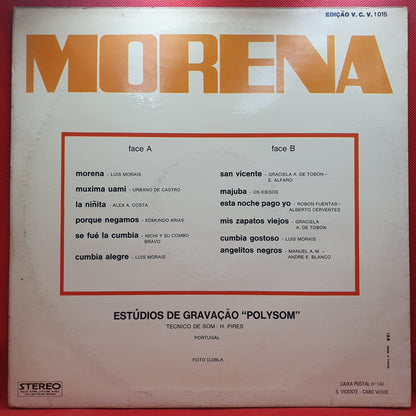 EDIÇÃO V. C. V. 1015
MORENA
face A
morena - LUIS MORAIS
muxima uami - URBANO DE CASTRO
la niñita - ALEX A. COSTA
porque negamos - EDMUNDO ARIAS
se fué la cumbia - NICHI Y SU COMBO
BRAVO
cumbia alegre - LUIS MORAIS
face B
san vicente - GRACIELA A. DE TOBON -
E. ALFARO
majuba - OS KIESOS
esta noche pago yo - ROBON FUENTAS-
ALBERTO CERVENTES
mis zapatos viejos - GRACIELA
A. DE TOBON
cumbia gostoso - LUIS MORAIS
angelitos negros - MANUEL A. M. -
ANDRE E. BLANCO
ESTÚDIOS DE GRAVAÇÃO "POLYSOM"
TECNICO DE SOM : H. PIRES
PORTUGAL
FOTO DJIBLA
STEREO
CAIXA POSTAL nº 140
S. VICENTE - CABO VERDE